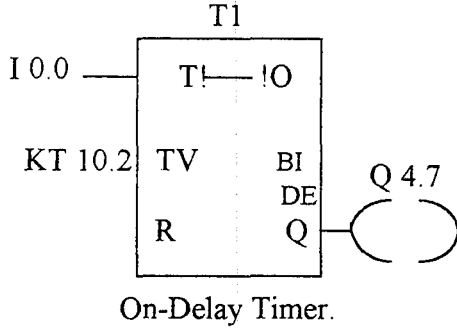 T1
I 0.0
T!—!O
KT 10.2 TV BI
DE Q 4.7
R Q
On-Delay Timer.